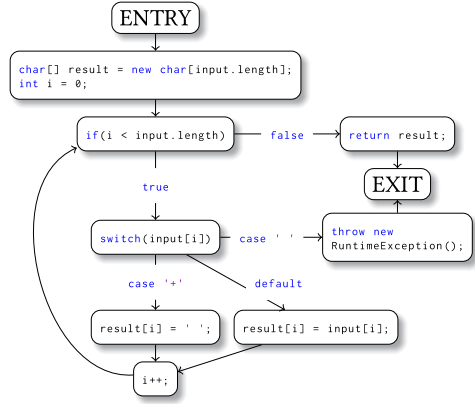 ENTRY
char[] result = new char[input.length];
int i = 0;
if(i < input.length)
false
return result;
true
EXIT
switch(input[i])
case ' '
throw new
RuntimeException();
case '+'
default
result[i] = ' ';
result[i] = input[i];
i++;